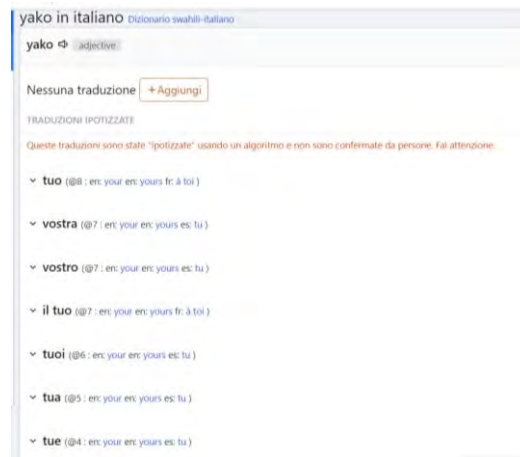 yako in italiano Dizionario swahili-italiano
yako adjective
Nessuna traduzione +Aggiungi
TRADUZIONI IPOTIZZATE
Queste traduzioni sono state "ipotizzate" usando un algoritmo e non sono confermate da persone. Fai attenzione.
tuo (@8 : en: your en: yours fr: à toi )
vostra (@7 : en: your en: yours es: tu )
vostro (@7 : en: your en: yours es: tu )
il tuo (@7 : en: your en: yours fr: à toi )
tuoi (@6 : en: your en: yours es: tu )
tua (@5 : en: your en: yours es: tu )
tue (@4 : en: your en: yours es: tu )